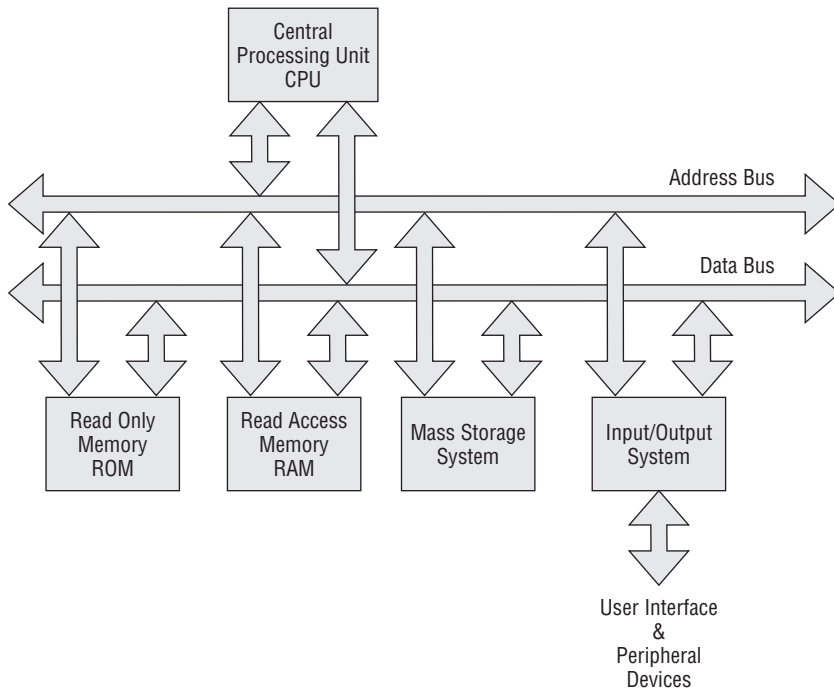 Central
Processing Unit
CPU
Address Bus
Data Bus
Read Only
Memory
ROM
Read Access
Memory
RAM
Mass Storage
System
Input/Output
System
User Interface
&
Peripheral
Devices